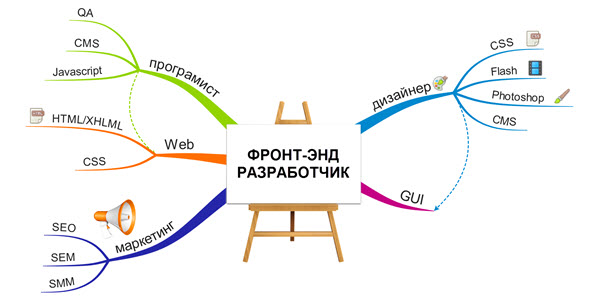 ФРОНТ-ЭНД
РАЗРАБОТЧИК
програмист
QA
CMS
Javascript
Web
HTML/XHLML
CSS
маркетинг
SEO
SEM
SMM
дизайнер
CSS
Flash
Photoshop
CMS
GUI